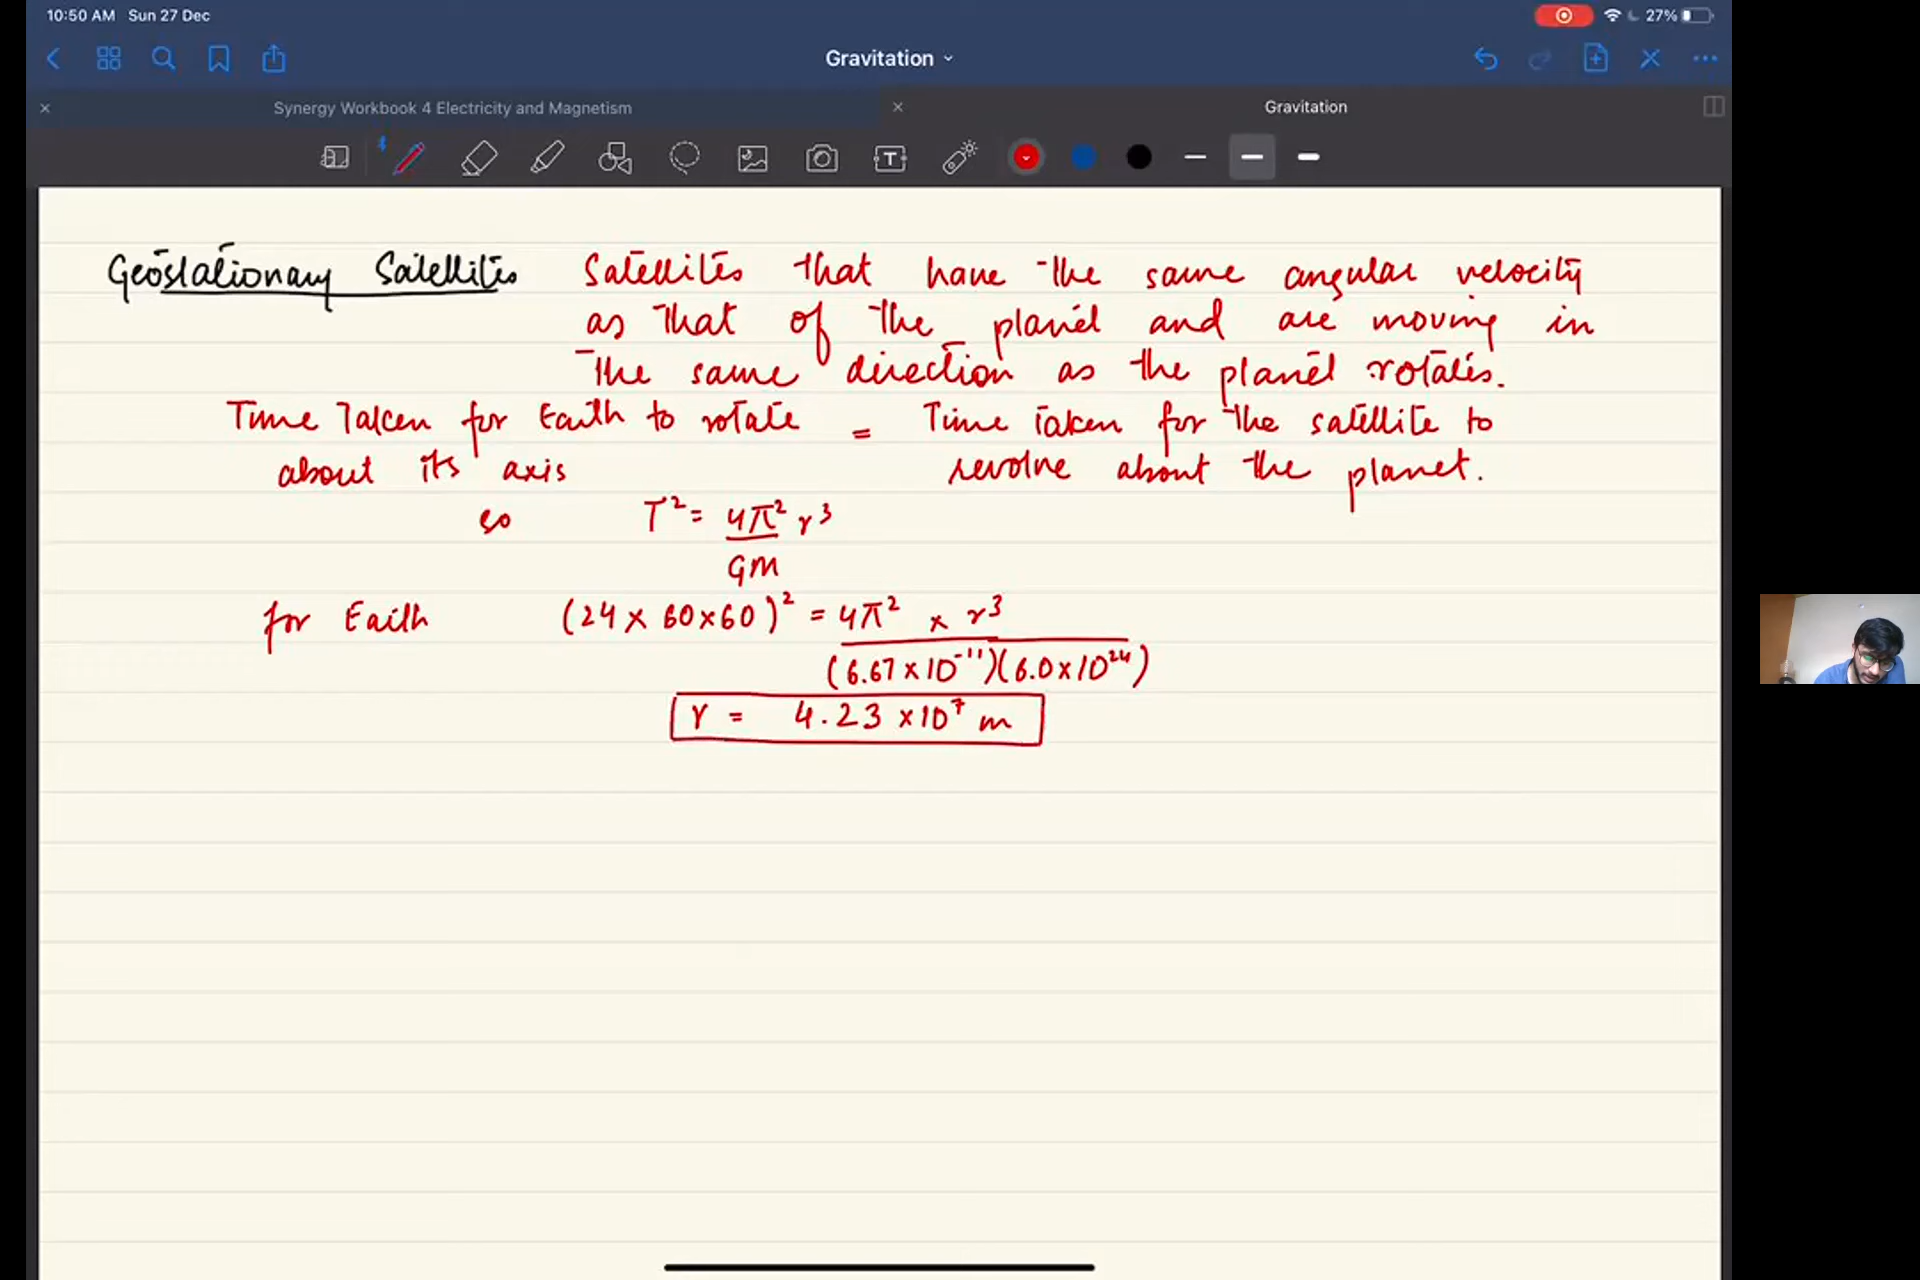 10:50 AM Sun 27 Dec
27%
Gravitation
Synergy Workbook 4 Electricity and Magnetism
Gravitation
Geostationary Satellites Satellites that have the same angular velocity
as that of the planet and are moving in
the same direction as the planet rotates.
Time Taken for Earth to rotate = Time taken for the satellite to
about its axis revolve about the planet.
so T² = 4π² r³
GM
for Earth (24 × 60×60)² = 4π² × r³
(6.67×10⁻¹¹)(6.0×10²⁴)
r = 4.23 ×10⁷ m